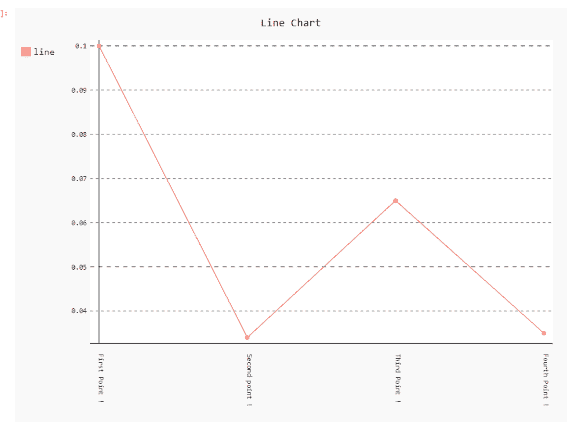 ]:
Line Chart
line
0.1
0.09
0.08
0.07
0.06
0.05
0.04
First Point !
Second point !
Third Point !
Fourth Point !